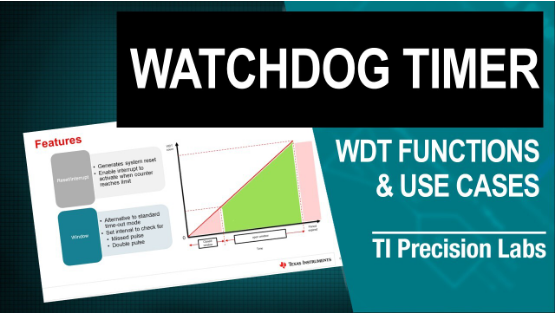 WATCHDOG TIMER
WDT FUNCTIONS
& USE CASES
TI Precision Labs
Features
Reset/Interrupt
• Generates system reset
• Enable interrupt to
activate when counter
reaches limit
Window
• Alternative to standard
time-out mode
• Set interval to check for
• Missed pulse
• Double pulse
0
Time
TEXAS INSTRUMENTS